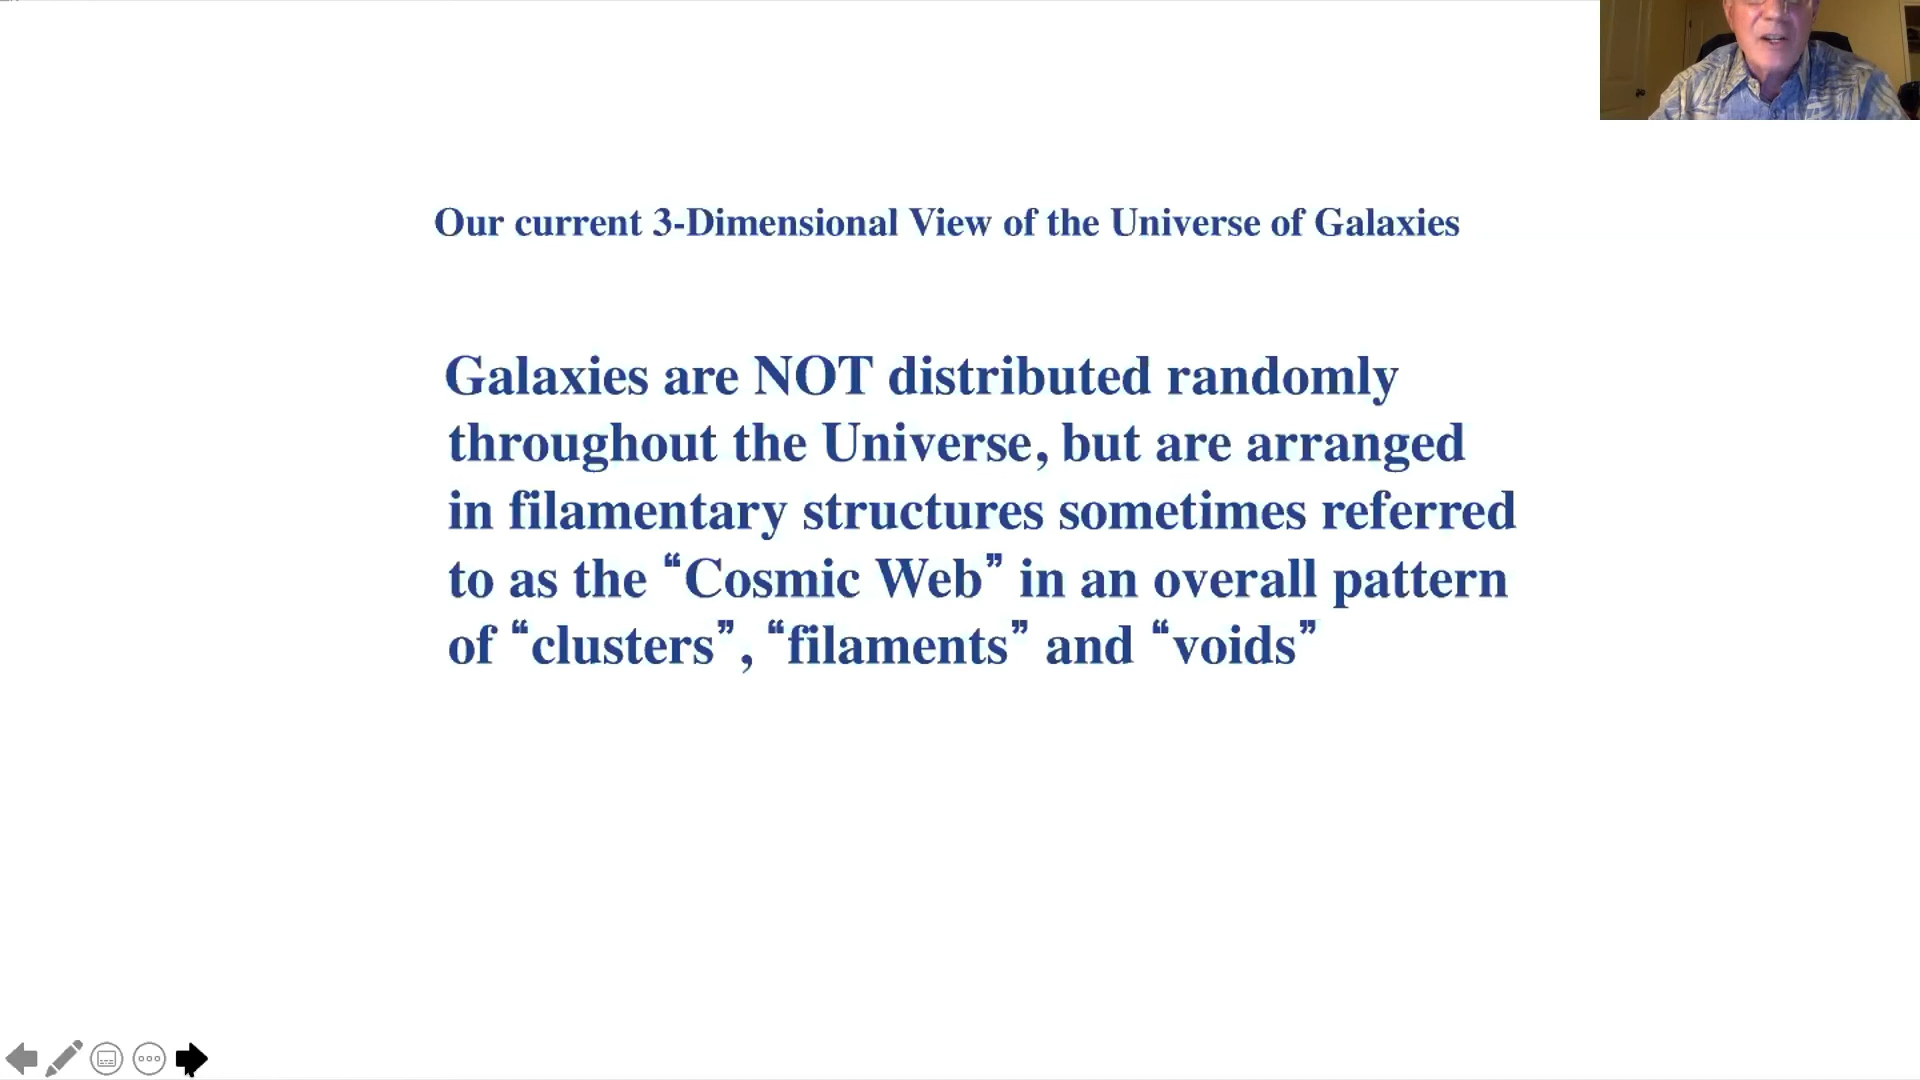 Our current 3-Dimensional View of the Universe of Galaxies
Galaxies are NOT distributed randomly
throughout the Universe, but are arranged
in filamentary structures sometimes referred
to as the “Cosmic Web” in an overall pattern
of “clusters”, “filaments” and “voids”